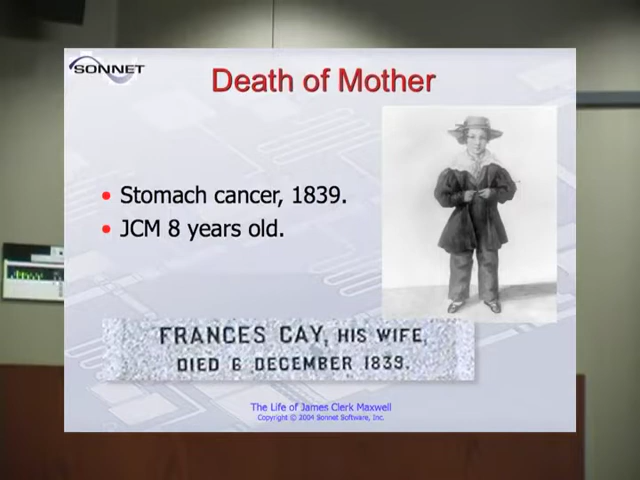 SONNET
Death of Mother
Stomach cancer, 1839.
JCM 8 years old.
FRANCES CAY, HIS WIFE,
DIED 6 DECEMBER 1839.
The Life of James Clerk Maxwell
Copyright © 2004 Sonnet Software, Inc.